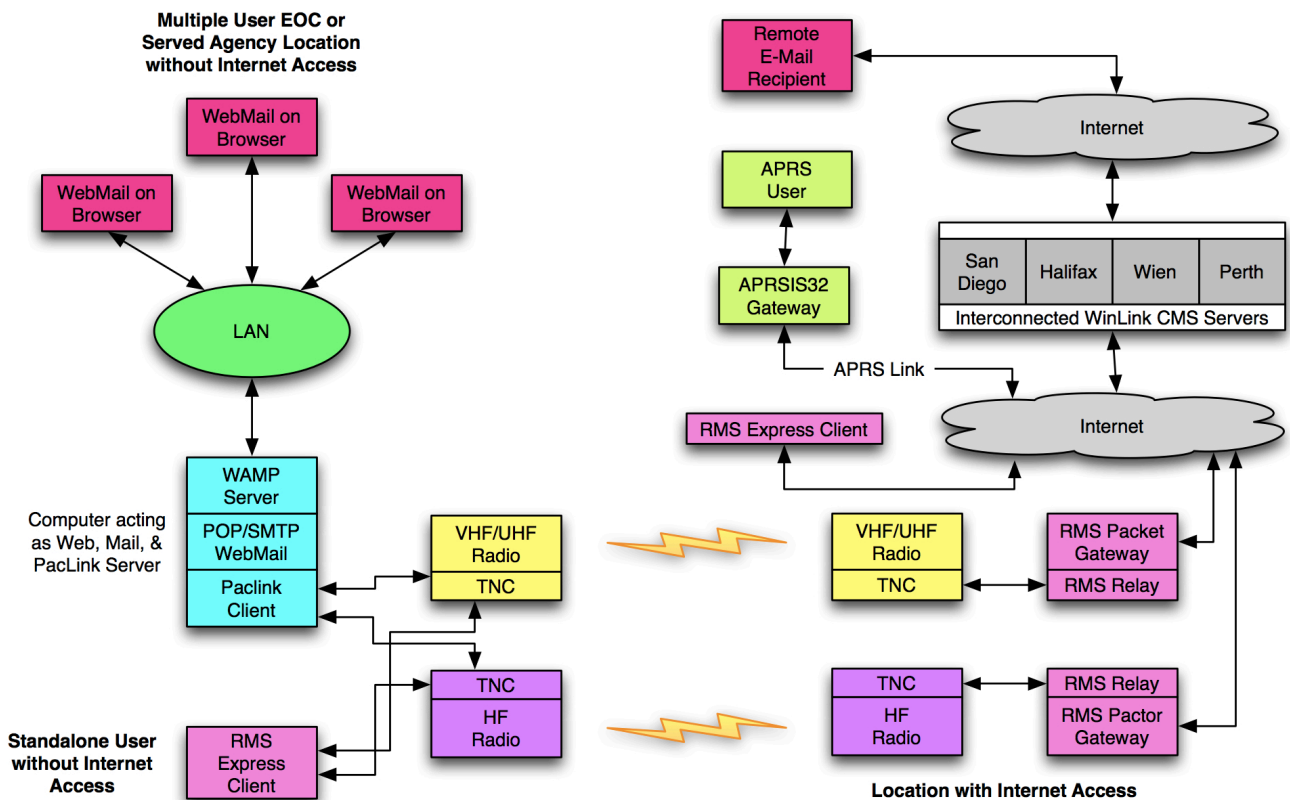 Multiple User EOC or
Served Agency Location
without Internet Access
WebMail on
Browser
WebMail on
Browser
WebMail on
Browser
LAN
WAMP
Server
POP/SMTP
WebMail
Paclink
Client
Computer acting
as Web, Mail, &
PacLink Server
VHF/UHF
Radio
TNC
TNC
HF
Radio
Standalone User
without Internet
Access
RMS
Express
Client
Remote
E-Mail
Recipient
Internet
APRS
User
APRSIS32
Gateway
San
Diego
Halifax
Wien
Perth
Interconnected WinLink CMS Servers
APRS Link
RMS Express Client
Internet
VHF/UHF
Radio
TNC
RMS Packet
Gateway
RMS Relay
TNC
HF
Radio
RMS Relay
RMS Pactor
Gateway
Location with Internet Access